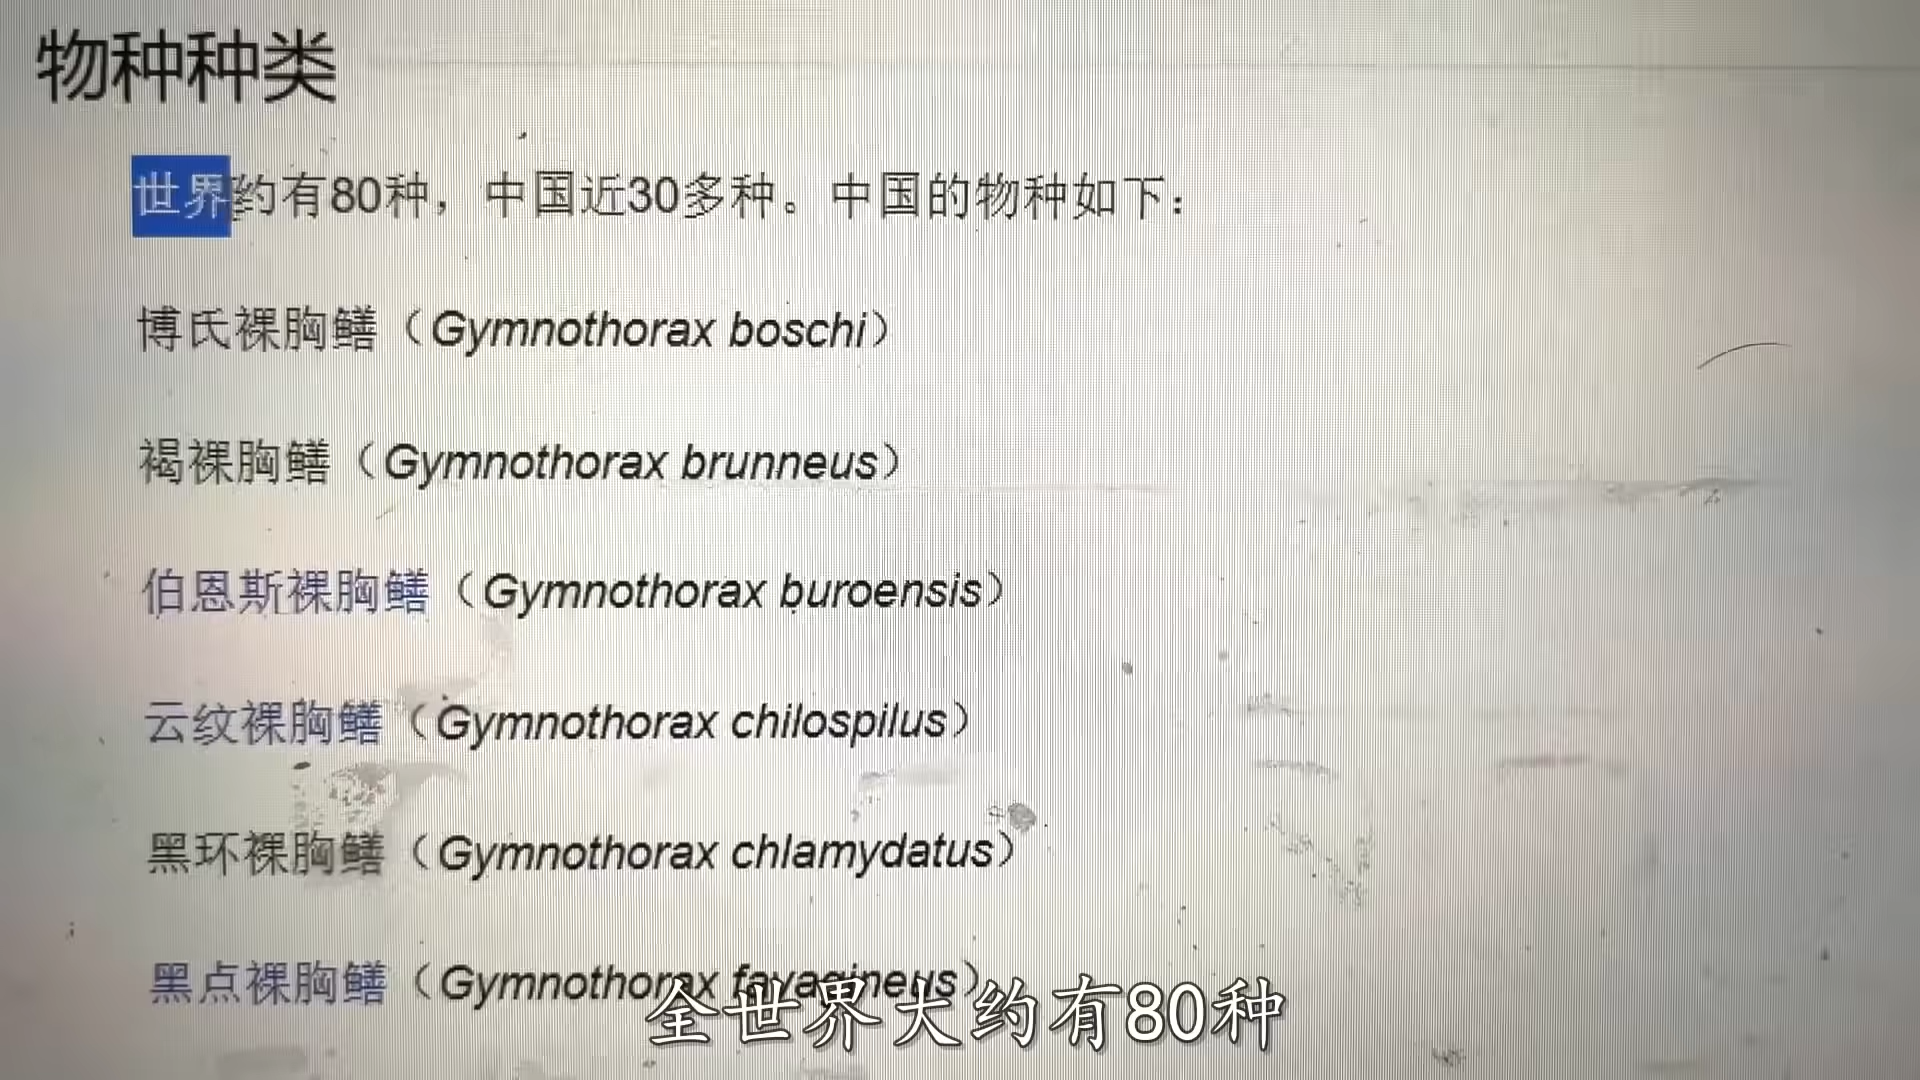 物种种类
世界约有80种，中国近30多种。中国的物种如下：
博氏裸胸鳝（Gymnothorax boschi）
褐裸胸鳝（Gymnothorax brunneus）
伯恩斯裸胸鳝（Gymnothorax buroensis）
云纹裸胸鳝（Gymnothorax chilospilus）
黑环裸胸鳝（Gymnothorax chlamydatus）
黑点裸胸鳝（Gymnothorax favagineus）
全世界大约有80种